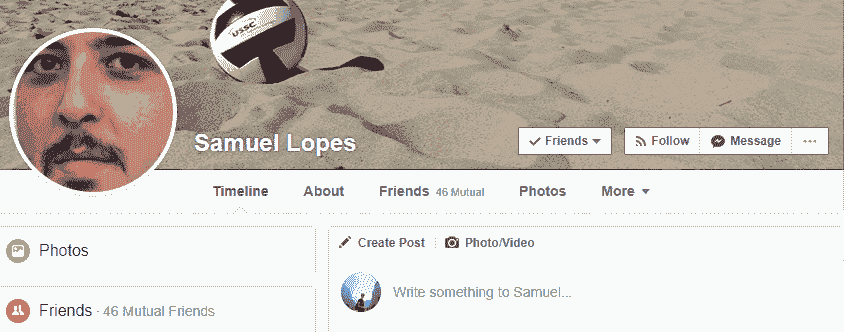 USSC
Samuel Lopes
Friends
Follow
Message
Timeline
About
Friends 46 Mutual
Photos
More
Photos
Create Post
Photo/Video
Write something to Samuel...
Friends · 46 Mutual Friends